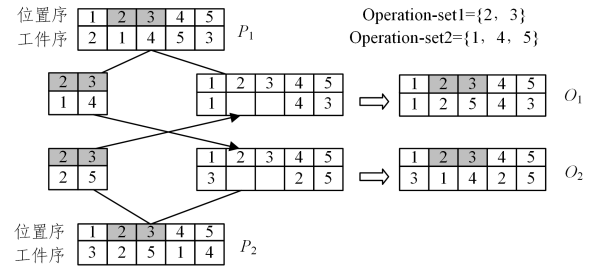 位置序 1 2 3 4 5
工件序 2 1 4 5 3 P1
Operation-set1={2，3}
Operation-set2={1，4，5}
2 3
1 4
1 2 3 4 5
1 4 3
1 2 3 4 5
1 2 5 4 3
O1
2 3
2 5
1 2 3 4 5
3 2 5
1 2 3 4 5
3 1 4 2 5
O2
位置序 1 2 3 4 5
工件序 3 2 5 1 4 P2